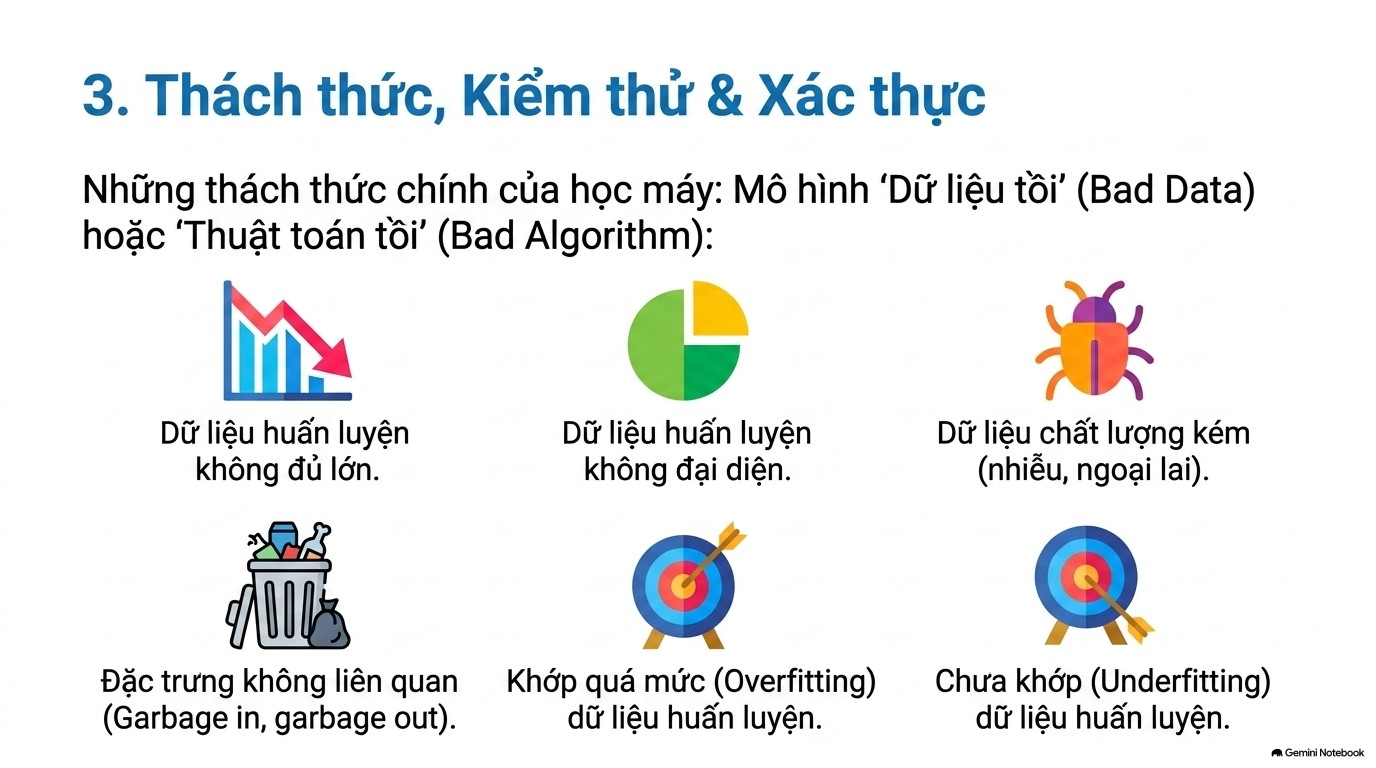 3. Thách thức, Kiểm thử & Xác thực
Những thách thức chính của học máy: Mô hình ‘Dữ liệu tồi’ (Bad Data)
hoặc ‘Thuật toán tồi’ (Bad Algorithm):
Dữ liệu huấn luyện
không đủ lớn.
Dữ liệu huấn luyện
không đại diện.
Dữ liệu chất lượng kém
(nhiễu, ngoại lai).
Đặc trưng không liên quan
(Garbage in, garbage out).
Khớp quá mức (Overfitting)
dữ liệu huấn luyện.
Chưa khớp (Underfitting)
dữ liệu huấn luyện.
Gemini Notebook